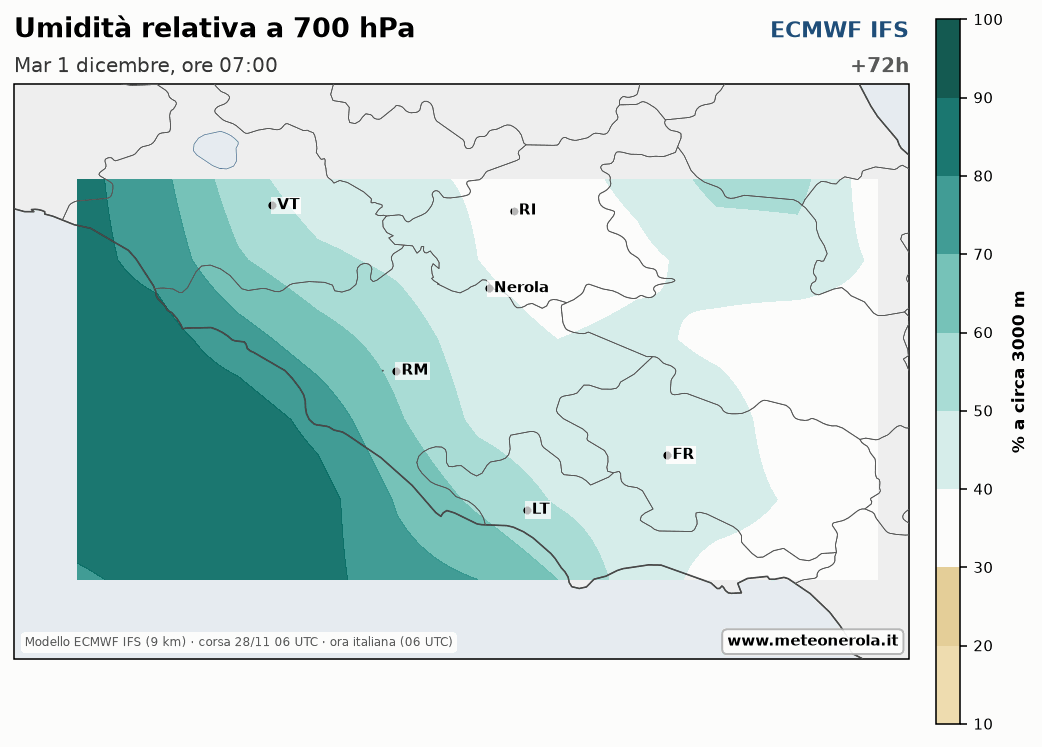 Umidità relativa a 700 hPa
ECMWF IFS
Mar 1 dicembre, ore 07:00
+72h
VT
RI
Nerola
RM
FR
LT
100
90
80
70
60
50
40
30
20
10
% a circa 3000 m
Modello ECMWF IFS (9 km) · corsa 28/11 06 UTC · ora italiana (06 UTC)
www.meteonerola.it